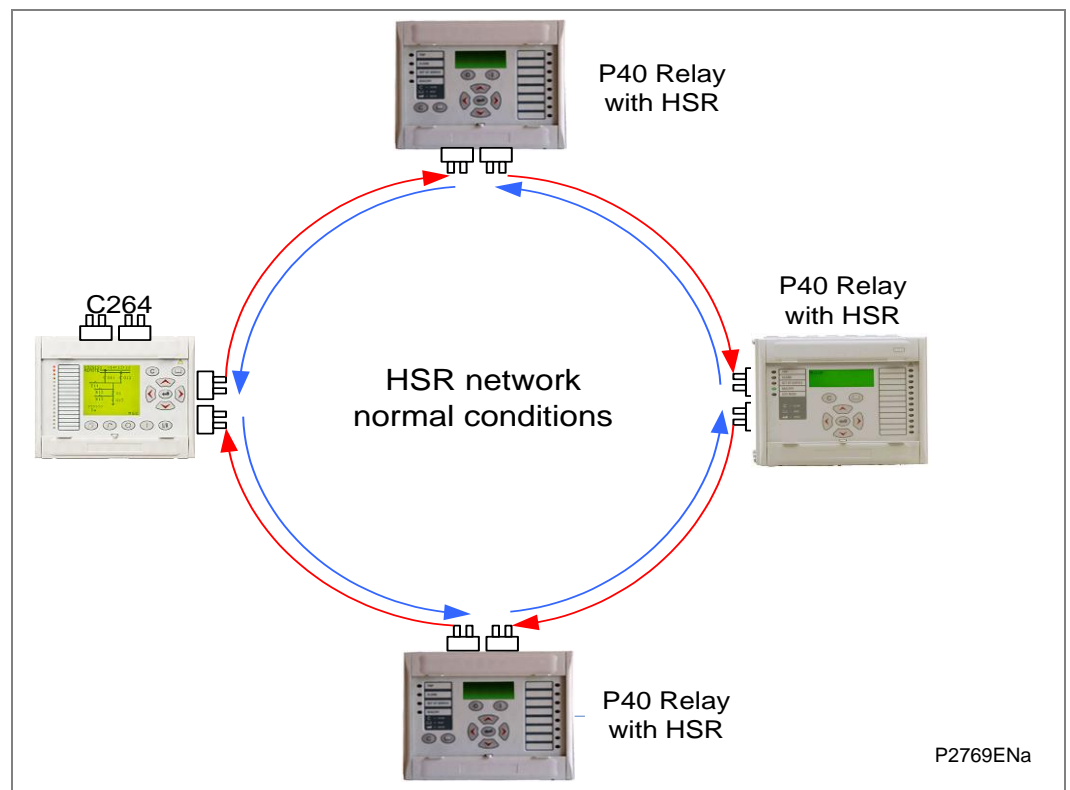 P40 Relay
with HSR
C264
P40 Relay
with HSR
HSR network
normal conditions
P40 Relay
with HSR
P2769ENa